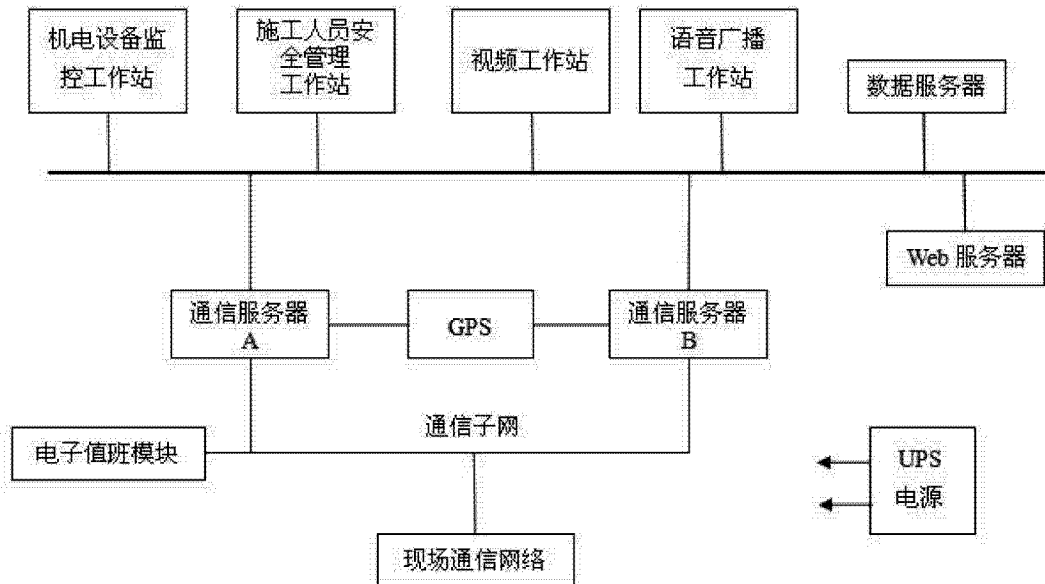 机电设备监
控工作站
施工人员安
全管理
工作站
视频工作站
语音广播
工作站
数据服务器
Web 服务器
通信服务器
A
GPS
通信服务器
B
通信子网
电子值班模块
UPS
电源
现场通信网络